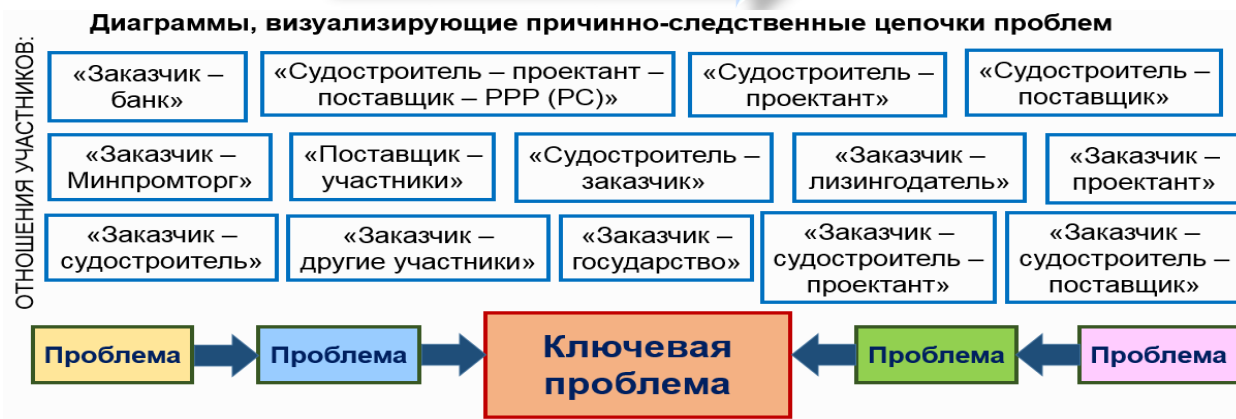 Диаграммы, визуализирующие причинно-следственные цепочки проблем
ОТНОШЕНИЯ УЧАСТНИКОВ:
«Заказчик –
банк»
«Судостроитель – проектант –
поставщик – РРР (РС)»
«Судостроитель –
проектант»
«Судостроитель –
поставщик»
«Заказчик –
Минпромторг»
«Поставщик –
участники»
«Судостроитель –
заказчик»
«Заказчик –
лизингодатель»
«Заказчик –
проектант»
«Заказчик –
судостроитель»
«Заказчик –
другие участники»
«Заказчик –
государство»
«Заказчик –
судостроитель –
проектант»
«Заказчик –
судостроитель –
поставщик»
Проблема
Проблема
Ключевая
проблема
Проблема
Проблема